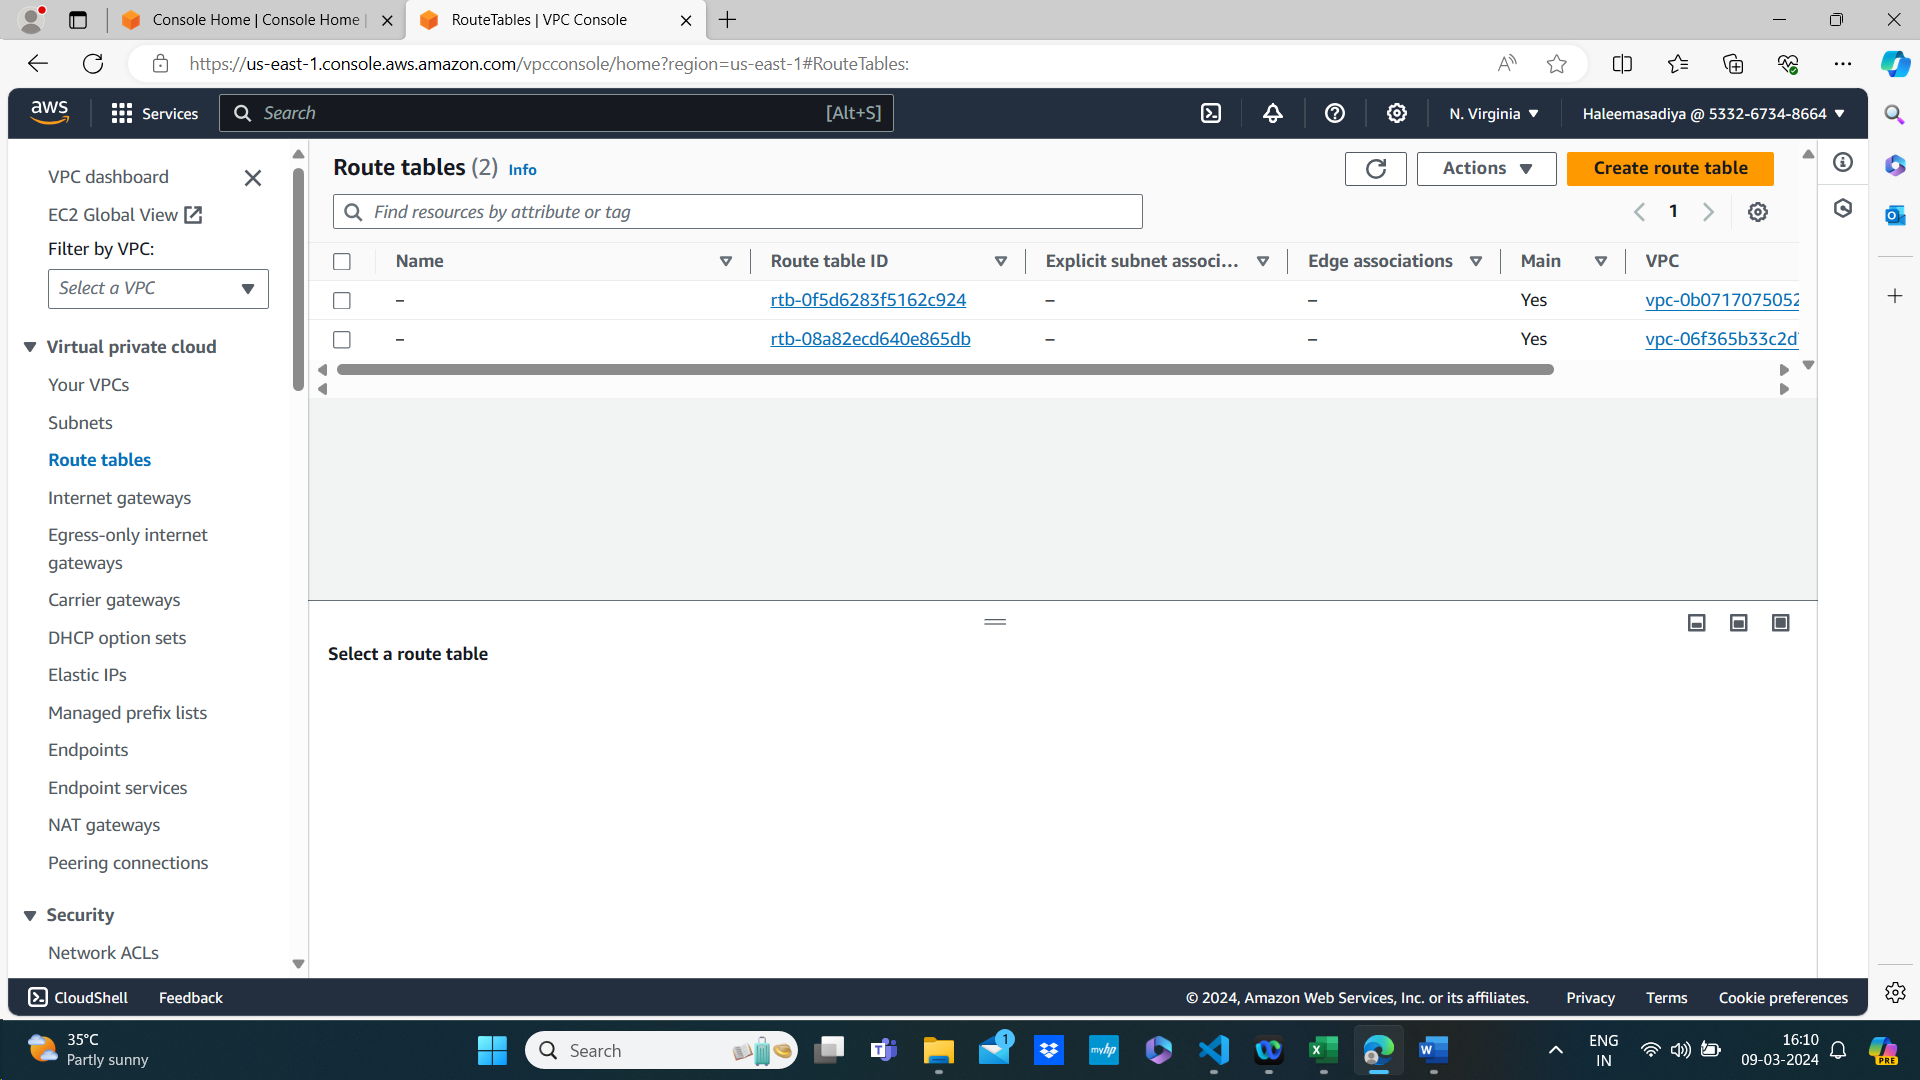 Console Home | Console Home |
RouteTables | VPC Console
https://us-east-1.console.aws.amazon.com/vpcconsole/home?region=us-east-1#RouteTables:
aws
Services
Search
[Alt+S]
N. Virginia
Haleemasadiya @ 5332-6734-8664
VPC dashboard
EC2 Global View
Filter by VPC:
Select a VPC
Virtual private cloud
Your VPCs
Subnets
Route tables
Internet gateways
Egress-only internet
gateways
Carrier gateways
DHCP option sets
Elastic IPs
Managed prefix lists
Endpoints
Endpoint services
NAT gateways
Peering connections
Security
Network ACLs
Route tables (2) Info
Actions
Create route table
Find resources by attribute or tag
1
Name Route table ID Explicit subnet associ... Edge associations Main VPC
– rtb-0f5d6283f5162c924 – – Yes vpc-0b0717075052
– rtb-08a82ecd640e865db – – Yes vpc-06f365b33c2d
Select a route table
CloudShell
Feedback
© 2024, Amazon Web Services, Inc. or its affiliates.
Privacy
Terms
Cookie preferences
35°C
Partly sunny
Search
1
myhp
ENG
IN
16:10
09-03-2024
PRE